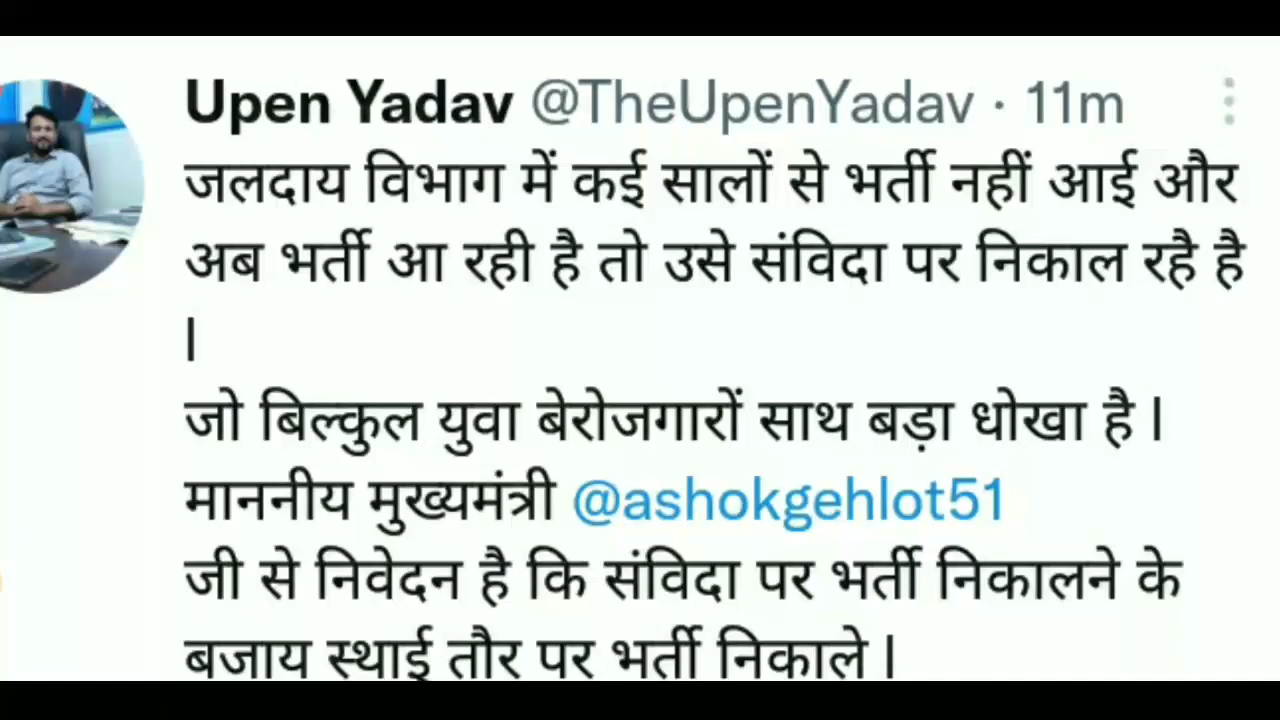 Upen Yadav @TheUpenYadav · 11m
जलदाय विभाग में कई सालों से भर्ती नहीं आई और
अब भर्ती आ रही है तो उसे संविदा पर निकाल रहै है
|
जो बिल्कुल युवा बेरोजगारों साथ बड़ा धोखा है |
माननीय मुख्यमंत्री @ashokgehlot51
जी से निवेदन है कि संविदा पर भर्ती निकालने के
बजाय स्थाई तौर पर भर्ती निकाले |